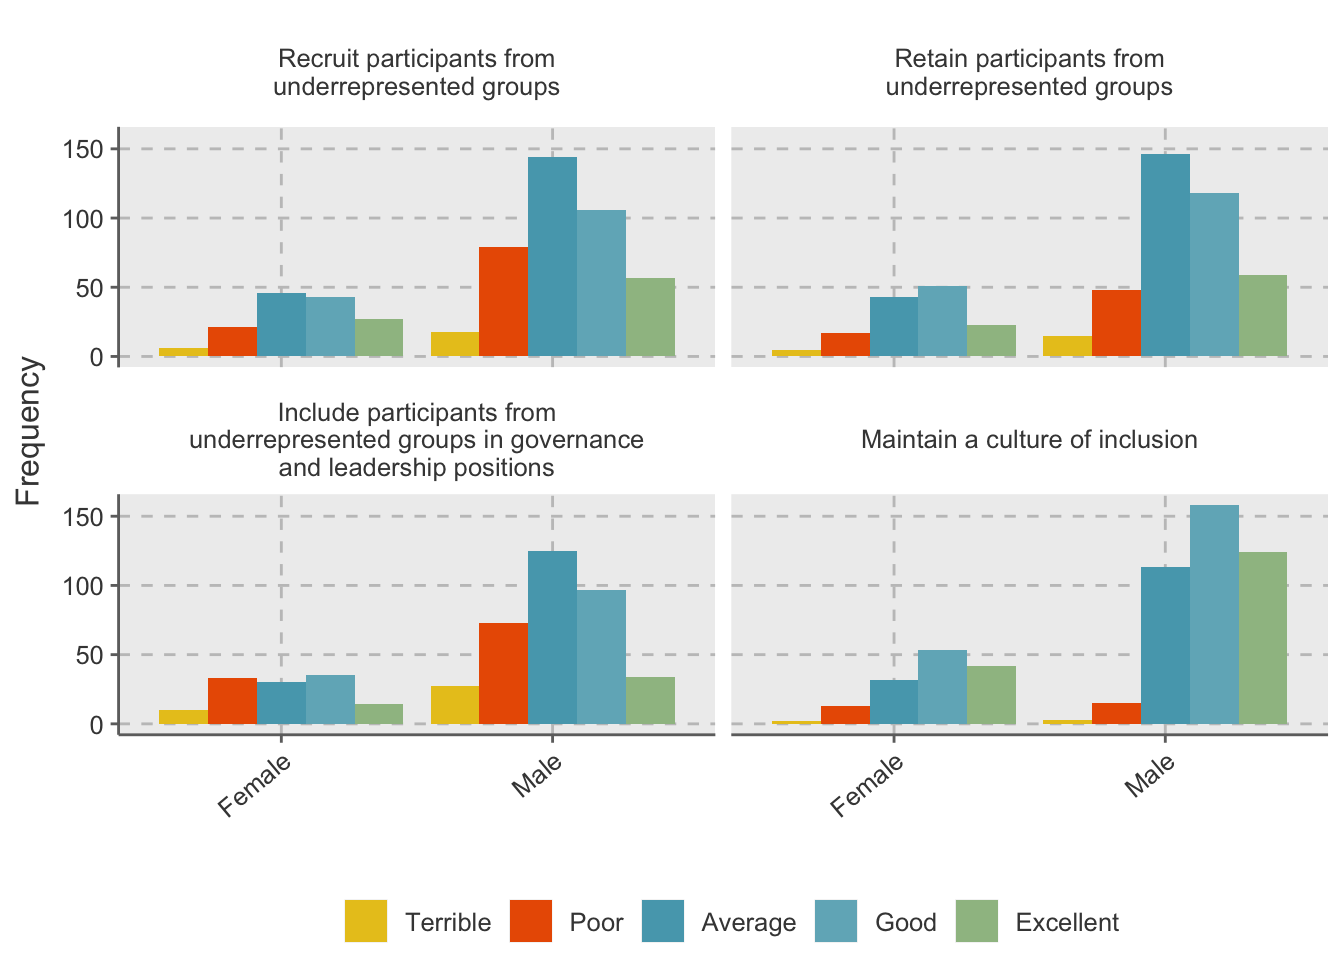 Recruit participants from
underrepresented groups
Retain participants from
underrepresented groups
150
100
50
0
Include participants from
underrepresented groups in governance
and leadership positions
Maintain a culture of inclusion
150
100
50
0
Frequency
Female
Male
Female
Male
Terrible
Poor
Average
Good
Excellent